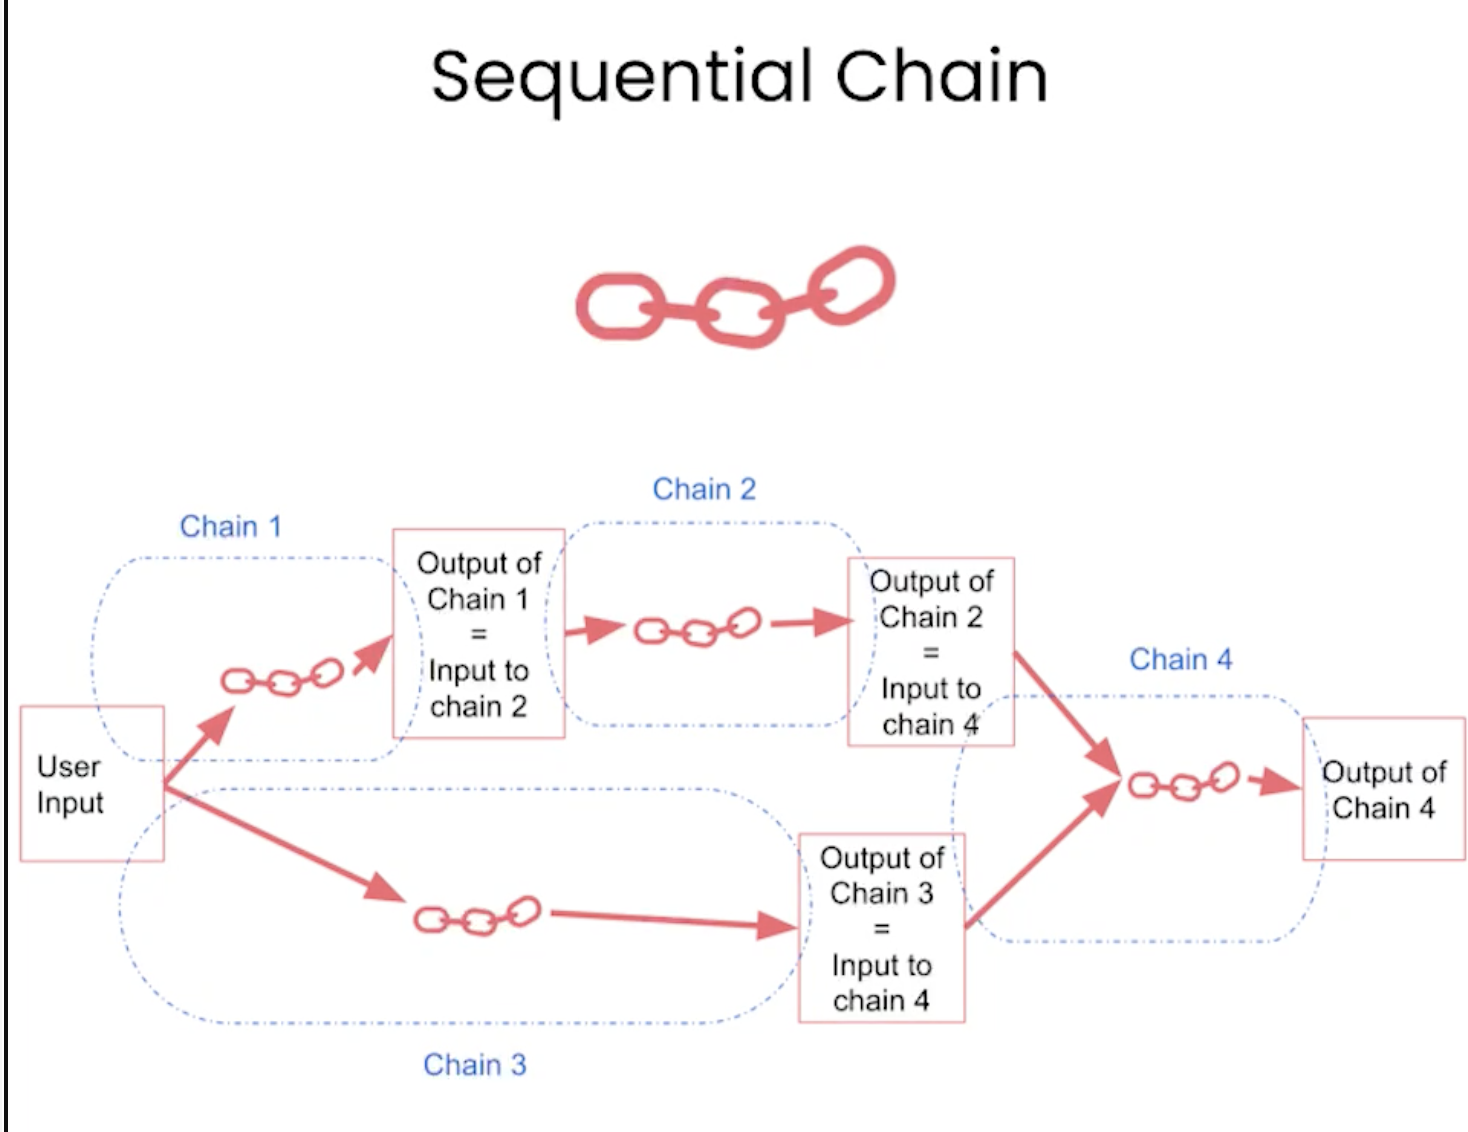 Sequential Chain
Chain 1
Chain 2
User
Input
Output of
Chain 1
=
Input to
chain 2
Output of
Chain 2
=
Input to
chain 4
Chain 4
Output of
Chain 4
Output of
Chain 3
=
Input to
chain 4
Chain 3